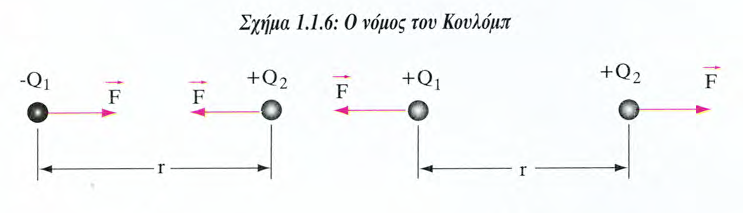 Σχήμα 1.1.6: Ο νόμος του Κουλόμπ
-Q1 F F +Q2 F +Q1 +Q2 F
r r